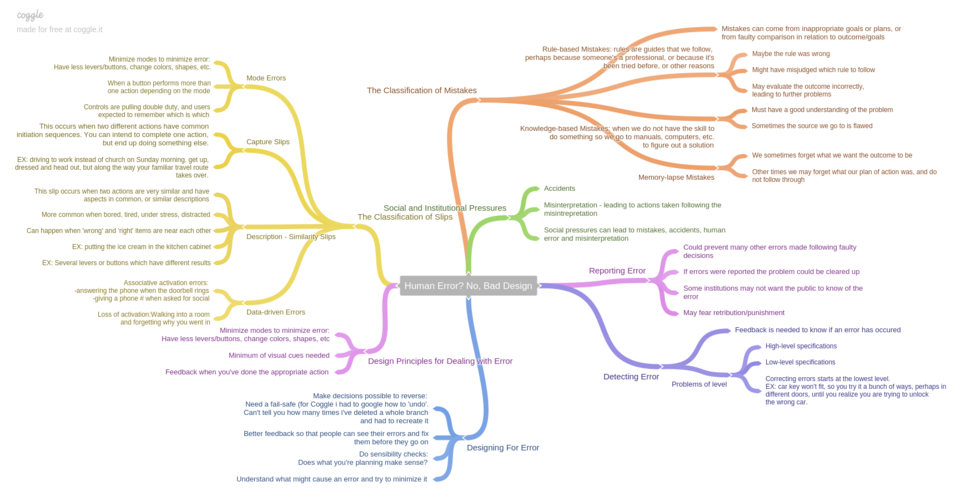 coggle
made for free at coggle.it
Minimize modes to minimize error:
Have less levers/buttons, change colors, shapes, etc.
When a button performs more than
one action depending on the mode
Controls are pulling double duty, and users
expected to remember which is which
Mode Errors
This occurs when two different actions have common
initiation sequences. You can intend to complete one action,
but end up doing something else.
EX: driving to work instead of church on Sunday morning. get up,
dressed and head out, but along the way your familiar travel route
takes over.
Capture Slips
This slip occurs when two actions are very similar and have
aspects in common, or similar descriptions
More common when bored, tired, under stress, distracted
Can happen when 'wrong' and 'right' items are near each other
EX: putting the ice cream in the kitchen cabinet
EX: Several levers or buttons which have different results
Description - Similarity Slips
Associative activation errors:
-answering the phone when the doorbell rings
-giving a phone # when asked for social
Loss of activation:Walking into a room
and forgetting why you went in
Data-driven Errors
The Classification of Slips
Minimize modes to minimize error:
Have less levers/buttons, change colors, shapes, etc
Minimum of visual cues needed
Feedback when you've done the appropriate action
Design Principles for Dealing with Error
Make decisions possible to reverse:
Need a fail-safe (for Coggle i had to google how to 'undo'.
Can't tell you how many times i've deleted a whole branch
and had to recreate it
Better feedback so that people can see their errors and fix
them before they go on
Do sensibility checks:
Does what you're planning make sense?
Understand what might cause an error and try to minimize it
Designing For Error
Human Error? No, Bad Design
The Classification of Mistakes
Mistakes can come from inappropriate goals or plans, or
from faulty comparison in relation to outcome/goals
Rule-based Mistakes: rules are guides that we follow,
perhaps because someone's a professional, or because it's
been tried before, or other reasons
Maybe the rule was wrong
Might have misjudged which rule to follow
May evaluate the outcome incorrectly,
leading to further problems
Knowledge-based Mistakes: when we do not have the skill to
do something so we go to manuals, computers, etc.
to figure out a solution
Must have a good understanding of the problem
Sometimes the source we go to is flawed
Memory-lapse Mistakes
We sometimes forget what we want the outcome to be
Other times we may forget what our plan of action was, and do
not follow through
Social and Institutional Pressures
Accidents
Misinterpretation - leading to actions taken following the
misintrepretation
Social pressures can lead to mistakes, accidents, human
error and misinterpretation
Reporting Error
Could prevent many other errors made following faulty
decisions
if errors were reported the problem could be cleared up
Some institutions may not want the public to know of the
error
May fear retribution/punishment
Detecting Error
Feedback is needed to know if an error has occured
Problems of level
High-level specifications
Low-level specifications
Correcting errors starts at the lowest level.
EX: car key won't fit, so you try it a bunch of ways, perhaps in
different doors, until you realize you are trying to unlock
the wrong car.